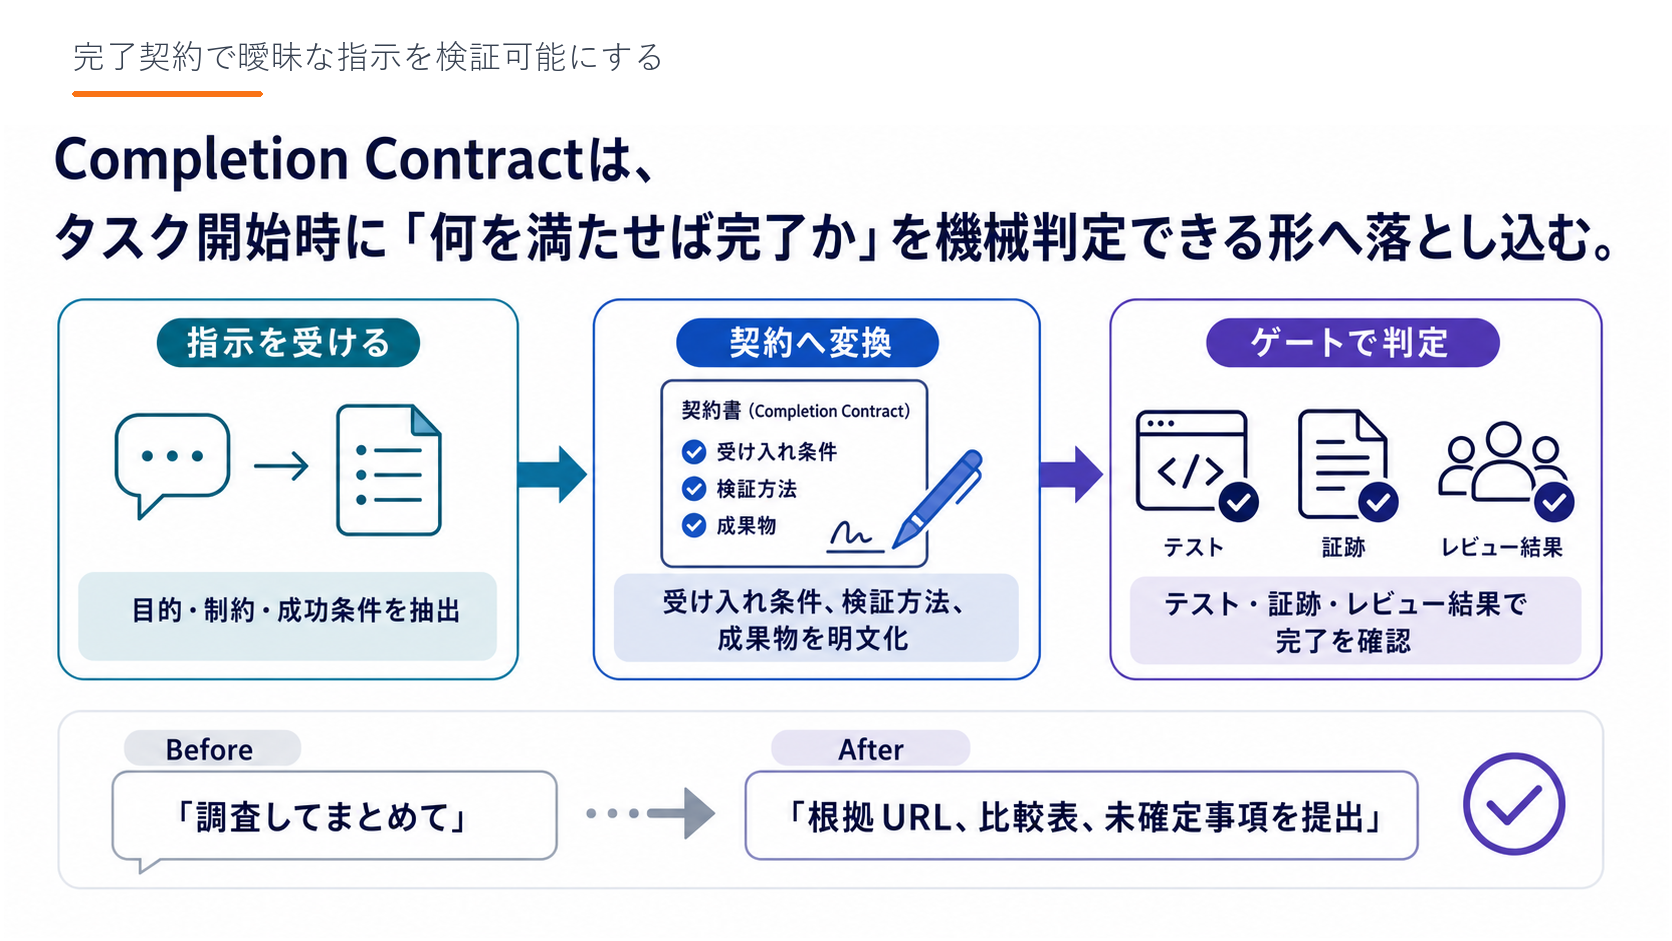 完了契約で曖昧な指示を検証可能にする
Completion Contractは、
タスク開始時に「何を満たせば完了か」を機械判定できる形へ落とし込む。
指示を受ける
目的・制約・成功条件を抽出
契約へ変換
契約書（Completion Contract）
受け入れ条件
検証方法
成果物
受け入れ条件、検証方法、
成果物を明文化
ゲートで判定
テスト
証跡
レビュー結果
テスト・証跡・レビュー結果で
完了を確認
Before
「調査してまとめて」
After
「根拠URL、比較表、未確定事項を提出」